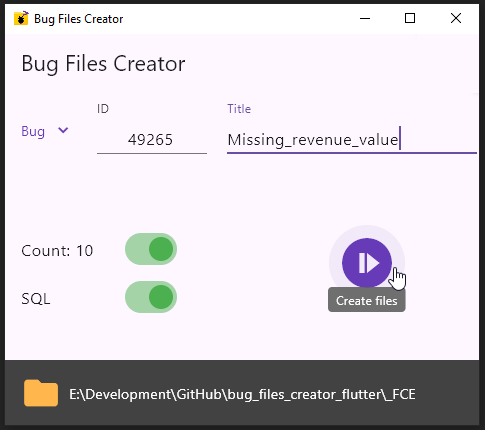 Bug Files Creator
Bug Files Creator
ID
Title
Bug
49265
Missing_revenue_value
Count: 10
SQL
Create files
E:\Development\GitHub\bug_files_creator_flutter\_FCE